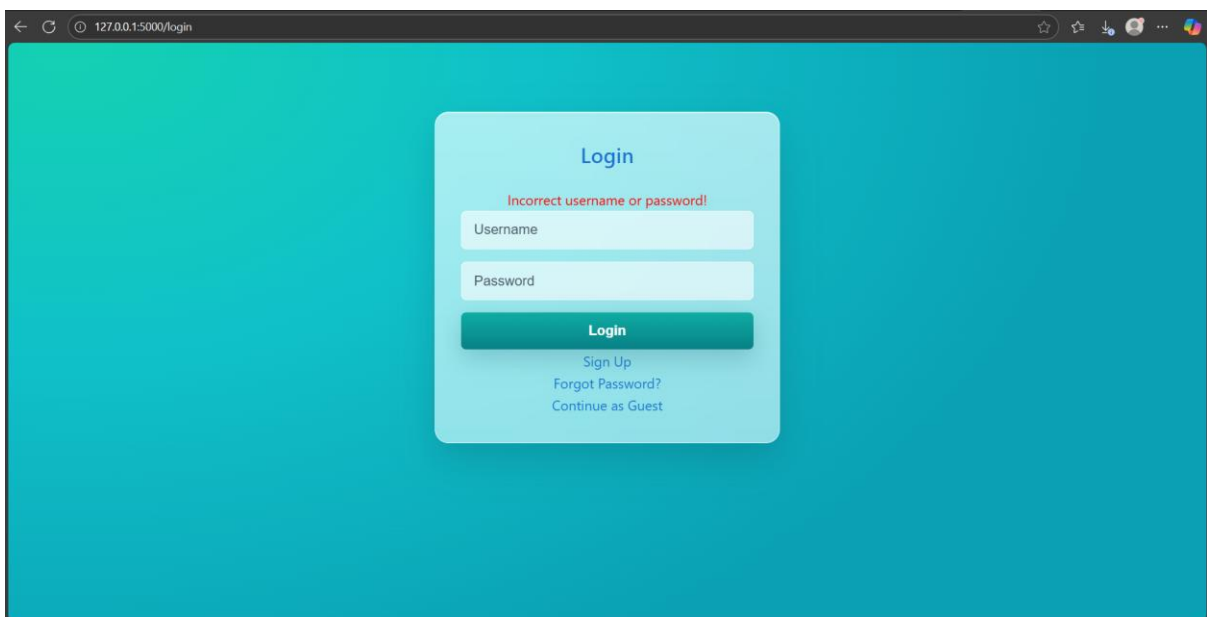 127.0.0.1:5000/login
Login
Incorrect username or password!
Username
Password
Login
Sign Up
Forgot Password?
Continue as Guest